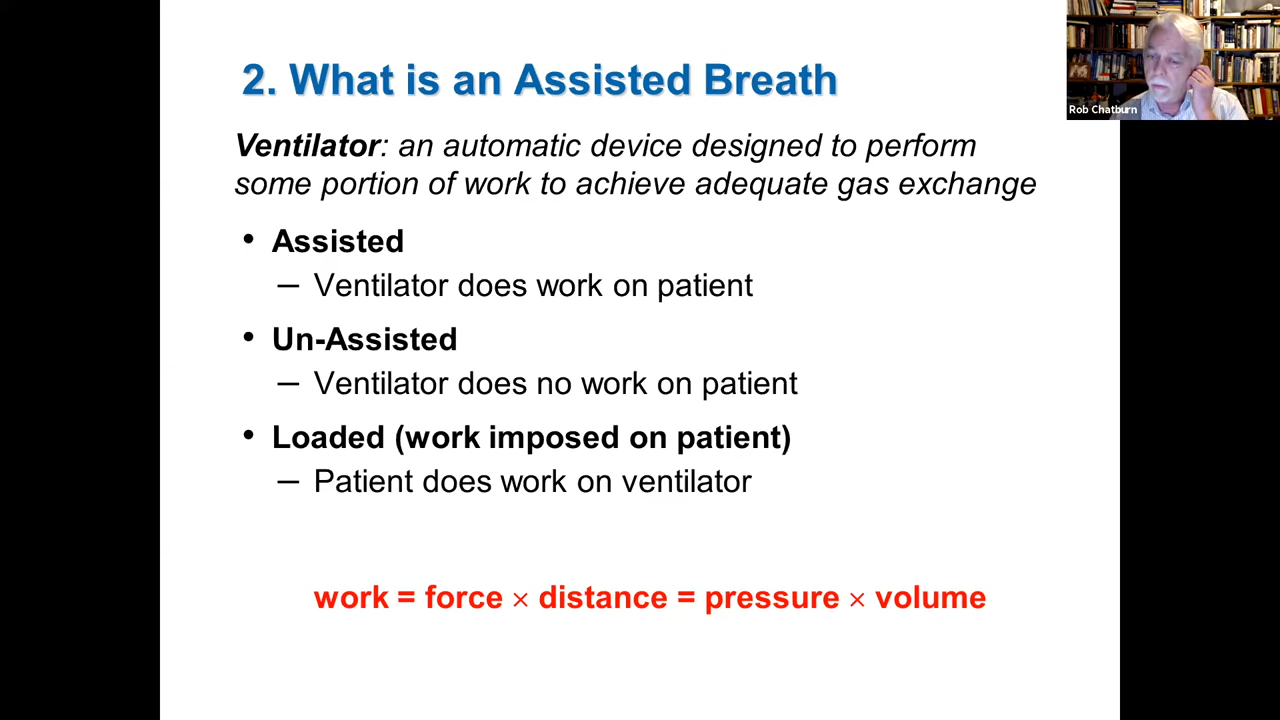 2. What is an Assisted Breath
Rob Chatburn
Ventilator: an automatic device designed to perform
some portion of work to achieve adequate gas exchange
• Assisted
– Ventilator does work on patient
• Un-Assisted
– Ventilator does no work on patient
• Loaded (work imposed on patient)
– Patient does work on ventilator
work = force × distance = pressure × volume